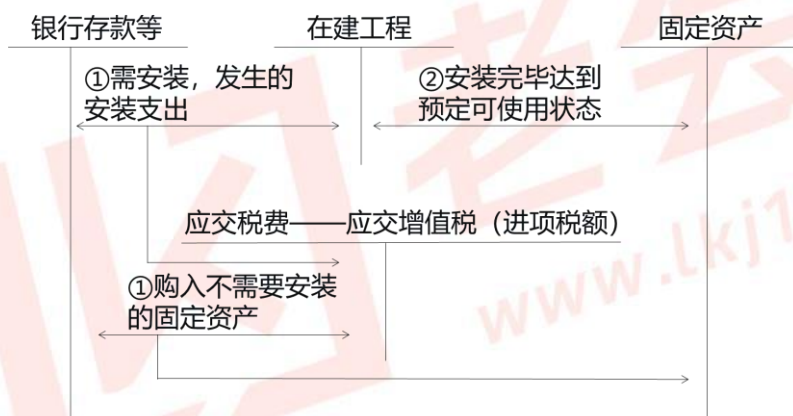 银行存款等
在建工程
固定资产
①需安装，发生的
安装支出
②安装完毕达到
预定可使用状态
应交税费——应交增值税（进项税额）
①购入不需要安装
的固定资产
www.lkj1